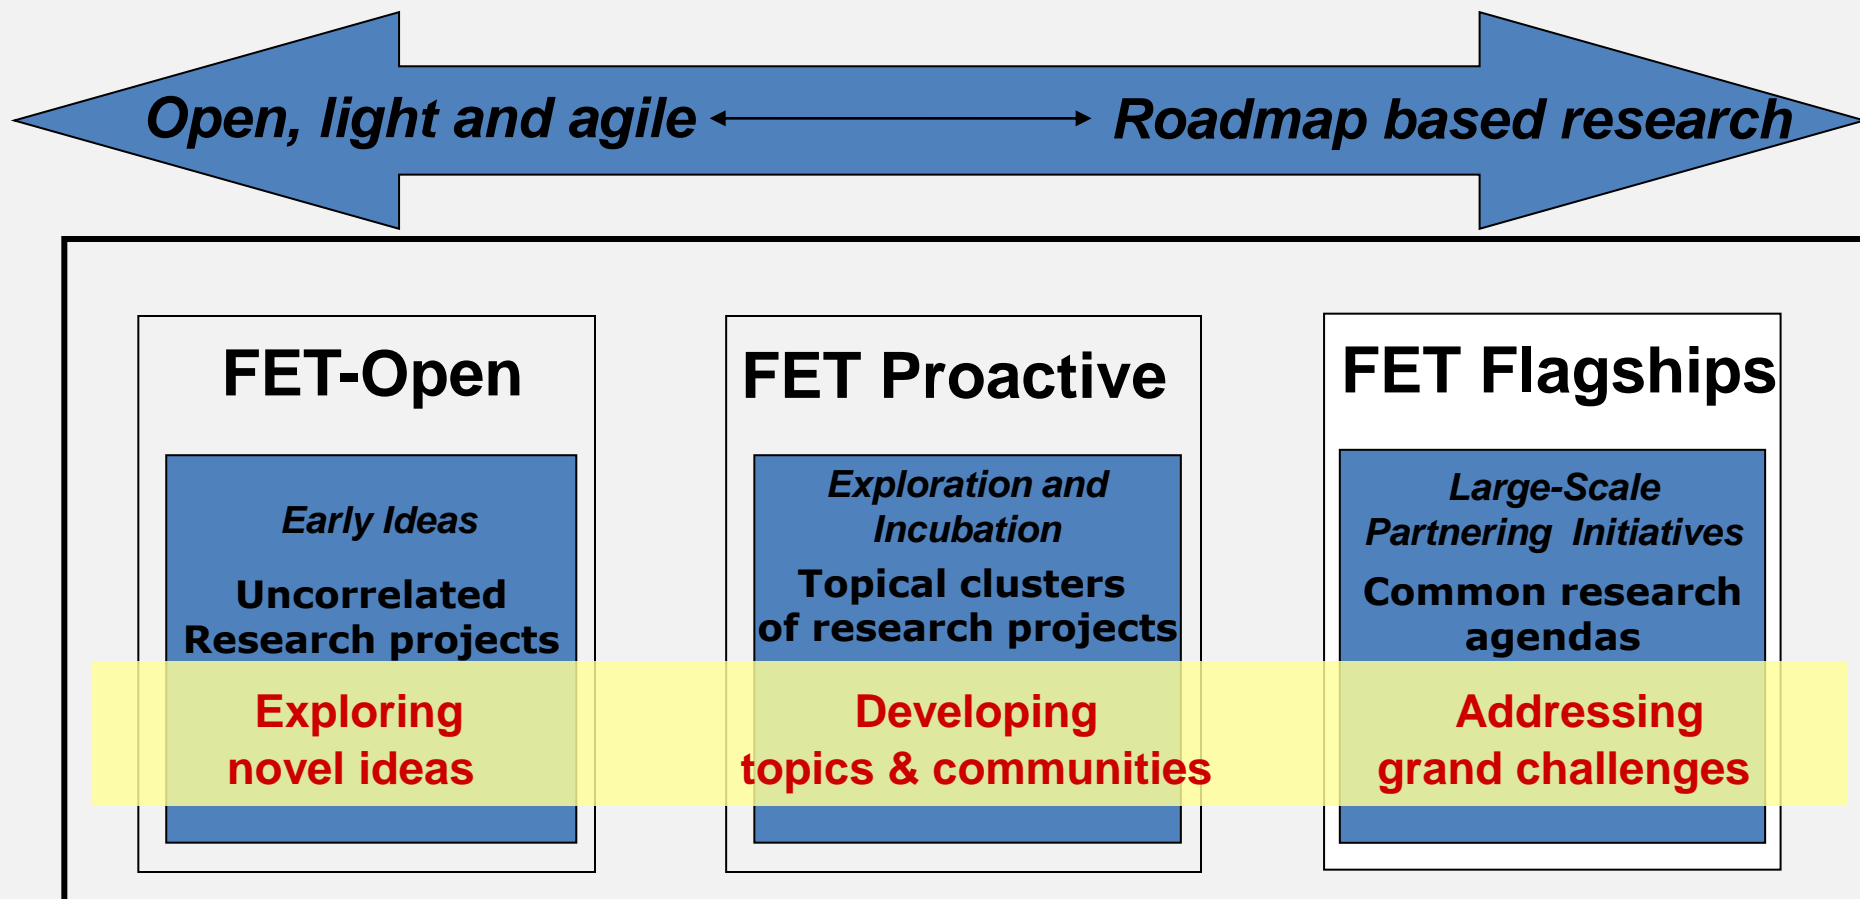 Open, light and agile
Roadmap based research
FET-Open
Early Ideas
Uncorrelated
Research projects
Exploring
novel ideas
FET Proactive
Exploration and
Incubation
Topical clusters
of research projects
Developing
topics & communities
FET Flagships
Large-Scale
Partnering Initiatives
Common research
agendas
Addressing
grand challenges